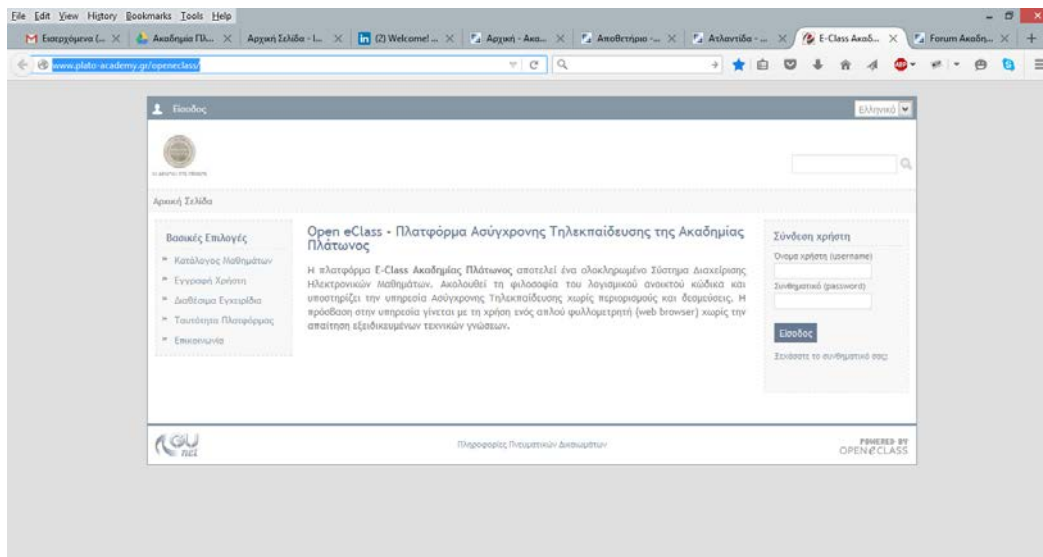 File Edit View History Bookmarks Tools Help
Εισερχόμενα (... Ακαδημία Πλ... Αρχική Σελίδα - Ι... (2) Welcome! ... Αρχική - Ακα... Αποθετήριο -... Ατλαντίδα - ... E-Class Ακαδ... Forum Ακαδη...
www.plato-academy.gr/openeclass/
Είσοδος
Ελληνικά
Αρχική Σελίδα
Βασικές Επιλογές
Κατάλογος Μαθημάτων
Εγγραφή Χρήστη
Διαθέσιμα Εγχειρίδια
Ταυτότητα Πλατφόρμας
Επικοινωνία
Open eClass - Πλατφόρμα Ασύγχρονης Τηλεκπαίδευσης της Ακαδημίας
Πλάτωνος
Η πλατφόρμα E-Class Ακαδημίας Πλάτωνος αποτελεί ένα ολοκληρωμένο Σύστημα Διαχείρισης
Ηλεκτρονικών Μαθημάτων. Ακολουθεί τη φιλοσοφία του λογισμικού ανοικτού κώδικα και
υποστηρίζει την υπηρεσία Ασύγχρονης Τηλεκπαίδευσης χωρίς περιορισμούς και δεσμεύσεις. Η
πρόσβαση στην υπηρεσία γίνεται με τη χρήση ενός απλού φυλλομετρητή (web browser) χωρίς την
απαίτηση εξειδικευμένων τεχνικών γνώσεων.
Σύνδεση χρήστη
Όνομα χρήστη (username)
Συνθηματικό (password)
Είσοδος
Ξεχάσατε το συνθηματικό σας;
GUnet
Πληροφορίες Πνευματικών Δικαιωμάτων
POWERED BY
OPENeCLASS